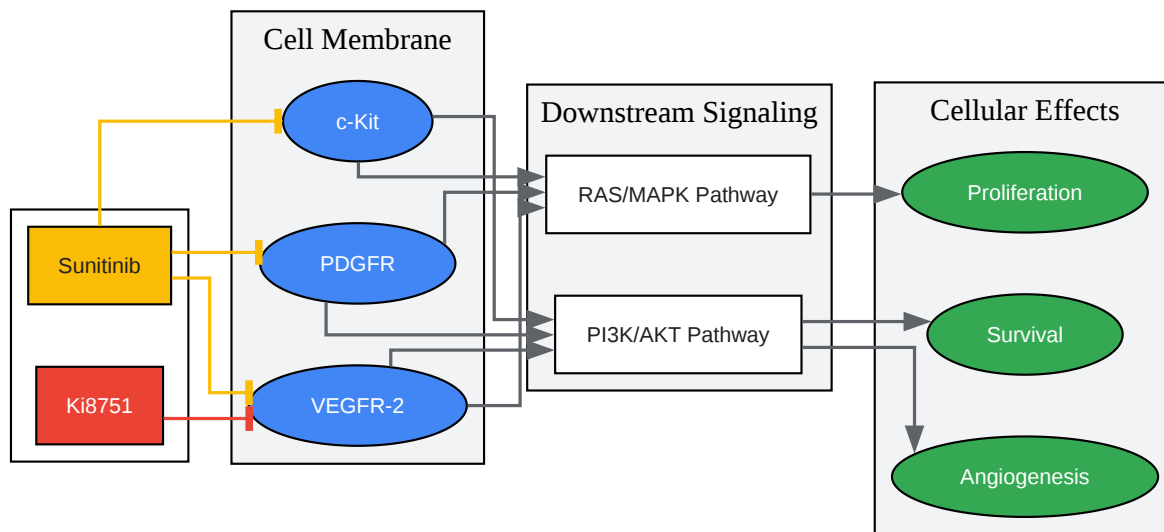 Cell Membrane
c-Kit
PDGFR
VEGFR-2
Sunitinib
Ki8751
Downstream Signaling
RAS/MAPK Pathway
PI3K/AKT Pathway
Cellular Effects
Proliferation
Survival
Angiogenesis